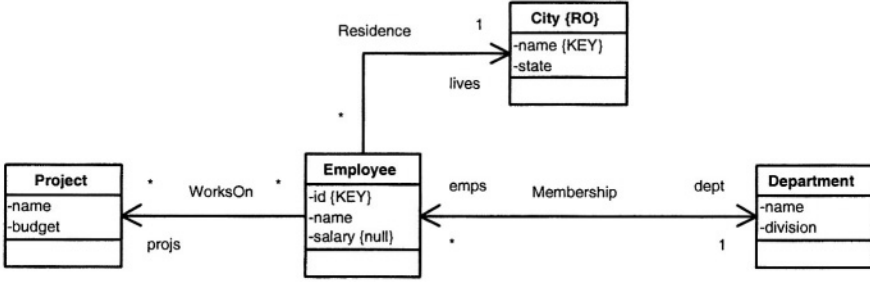 City {RO}
-name {KEY}
-state
Residence
1
lives
*
Employee
-id {KEY}
-name
-salary {null}
Project
-name
-budget
*
WorksOn
*
projs
emps
Membership
dept
*
1
Department
-name
-division